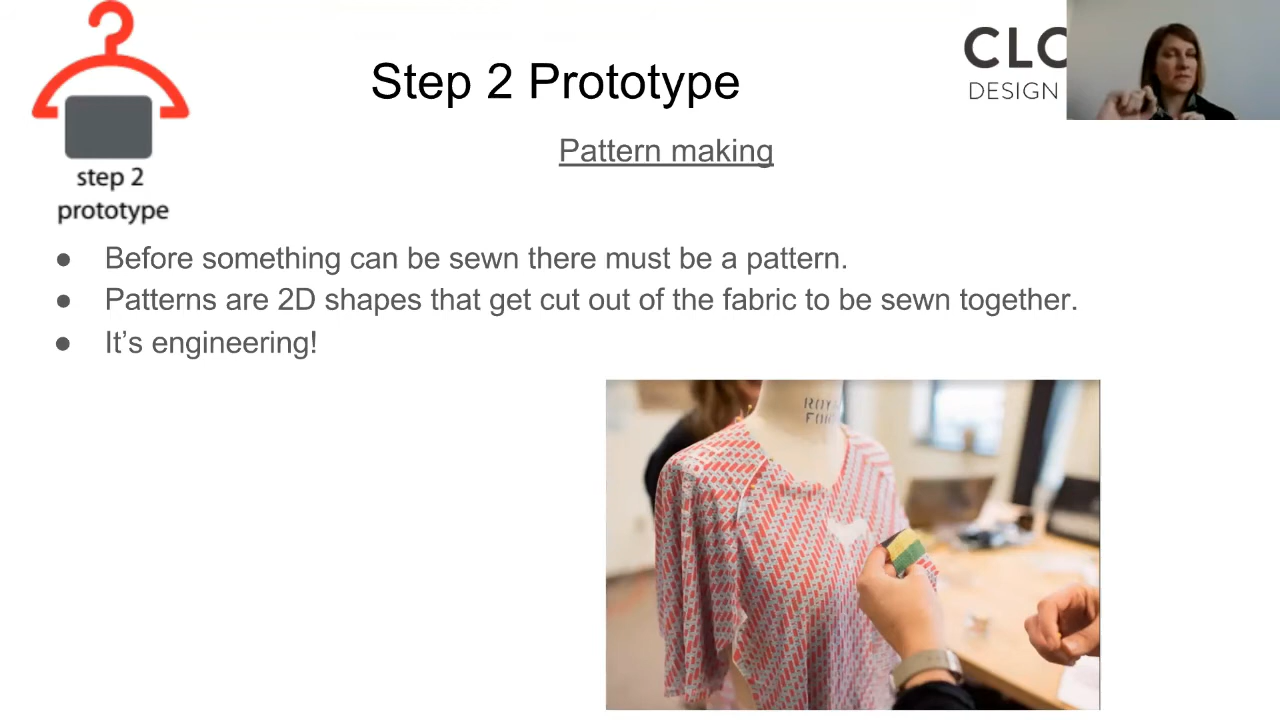 Step 2 Prototype
CLO
DESIGN
Pattern making
step 2
prototype
● Before something can be sewn there must be a pattern.
● Patterns are 2D shapes that get cut out of the fabric to be sewn together.
● It's engineering!
ROY